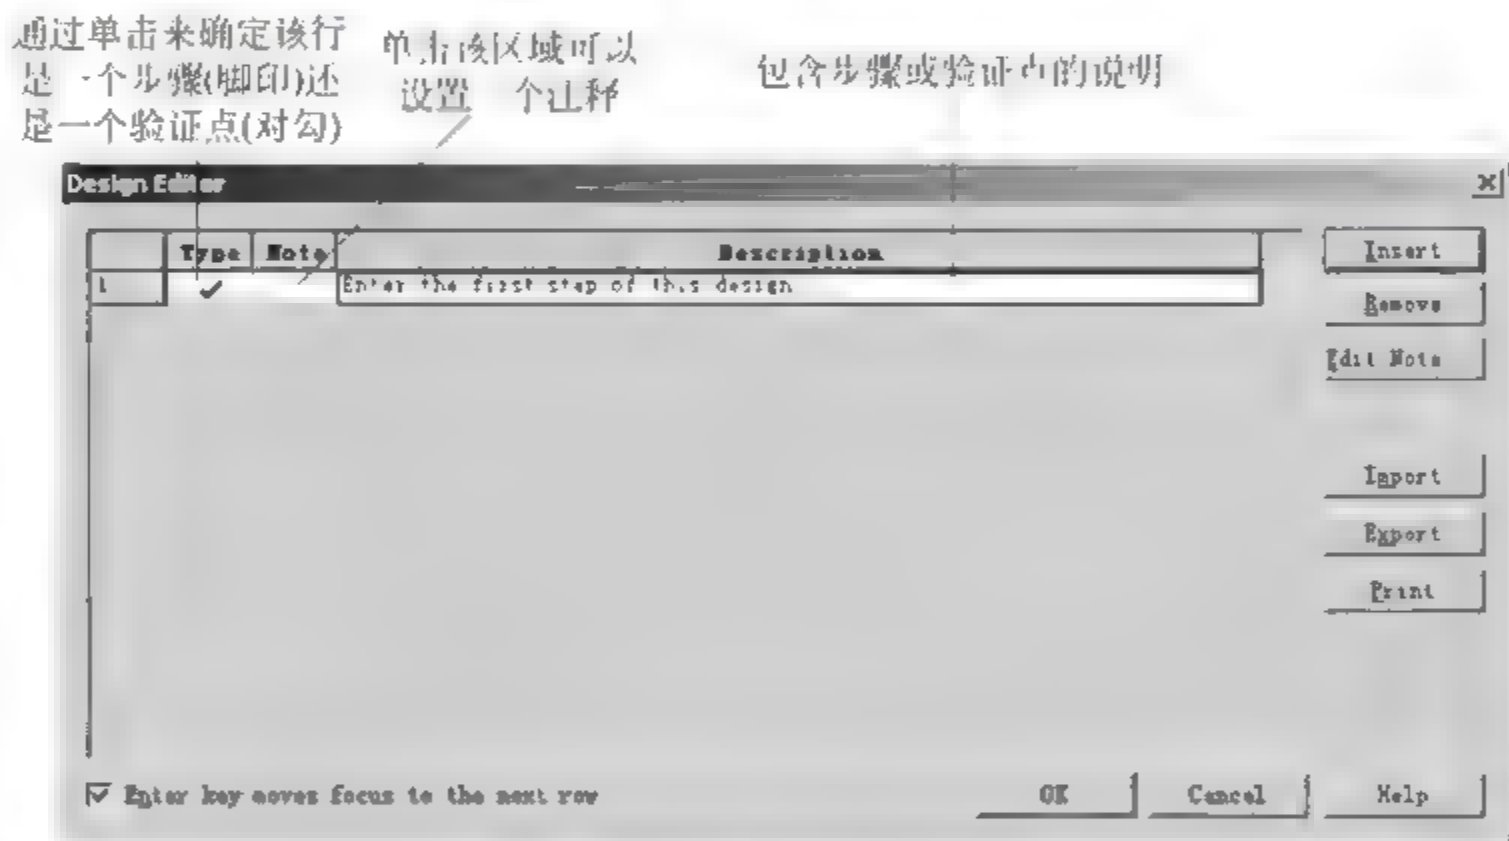 通过单击来确定该行
是一个步骤(脚印)还
是一个验证点(对勾)
单击该区域可以
设置一个注释
包含步骤或验证点的说明
Design Editor
Type Note Description
1 Enter the first step of this design
Insert
Remove
Edit Note
Import
Export
Print
Enter key moves focus to the next row
OK Cancel Help